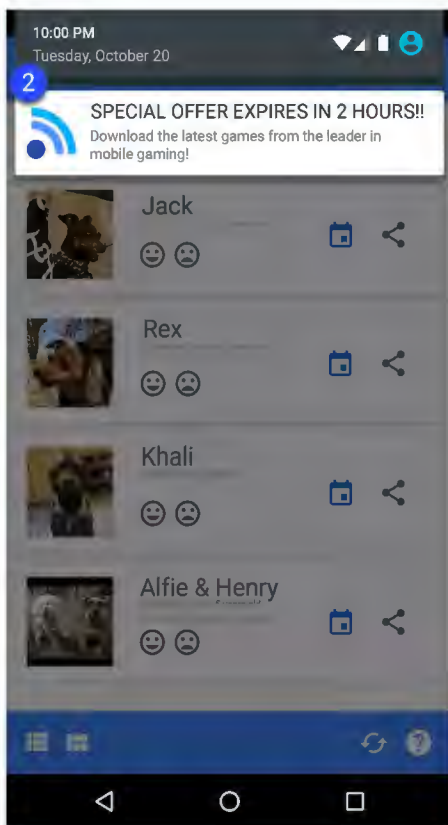 10:00 PM
Tuesday, October 20
2
SPECIAL OFFER EXPIRES IN 2 HOURS!!
Download the latest games from the leader in
mobile gaming!
Jack
Rex
Khali
Alfie & Henry
?